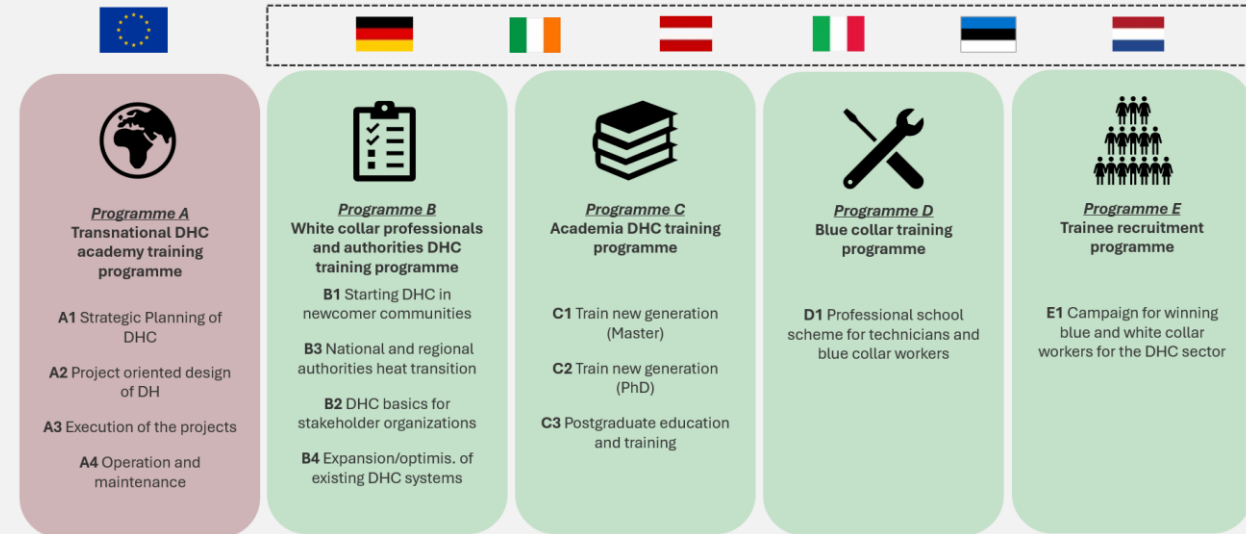 Programme A
Transnational DHC
academy training
programme
A1 Strategic Planning of
DHC
A2 Project oriented design
of DH
A3 Execution of the projects
A4 Operation and
maintenance
Programme B
White collar professionals
and authorities DHC
training programme
B1 Starting DHC in
newcomer communities
B3 National and regional
authorities heat transition
B2 DHC basics for
stakeholder organizations
B4 Expansion/optimis. of
existing DHC systems
Programme C
Academia DHC training
programme
C1 Train new generation
(Master)
C2 Train new generation
(PhD)
C3 Postgraduate education
and training
Programme D
Blue collar training
programme
D1 Professional school
scheme for technicians and
blue collar workers
Programme E
Trainee recruitment
programme
E1 Campaign for winning
blue and white collar
workers for the DHC sector